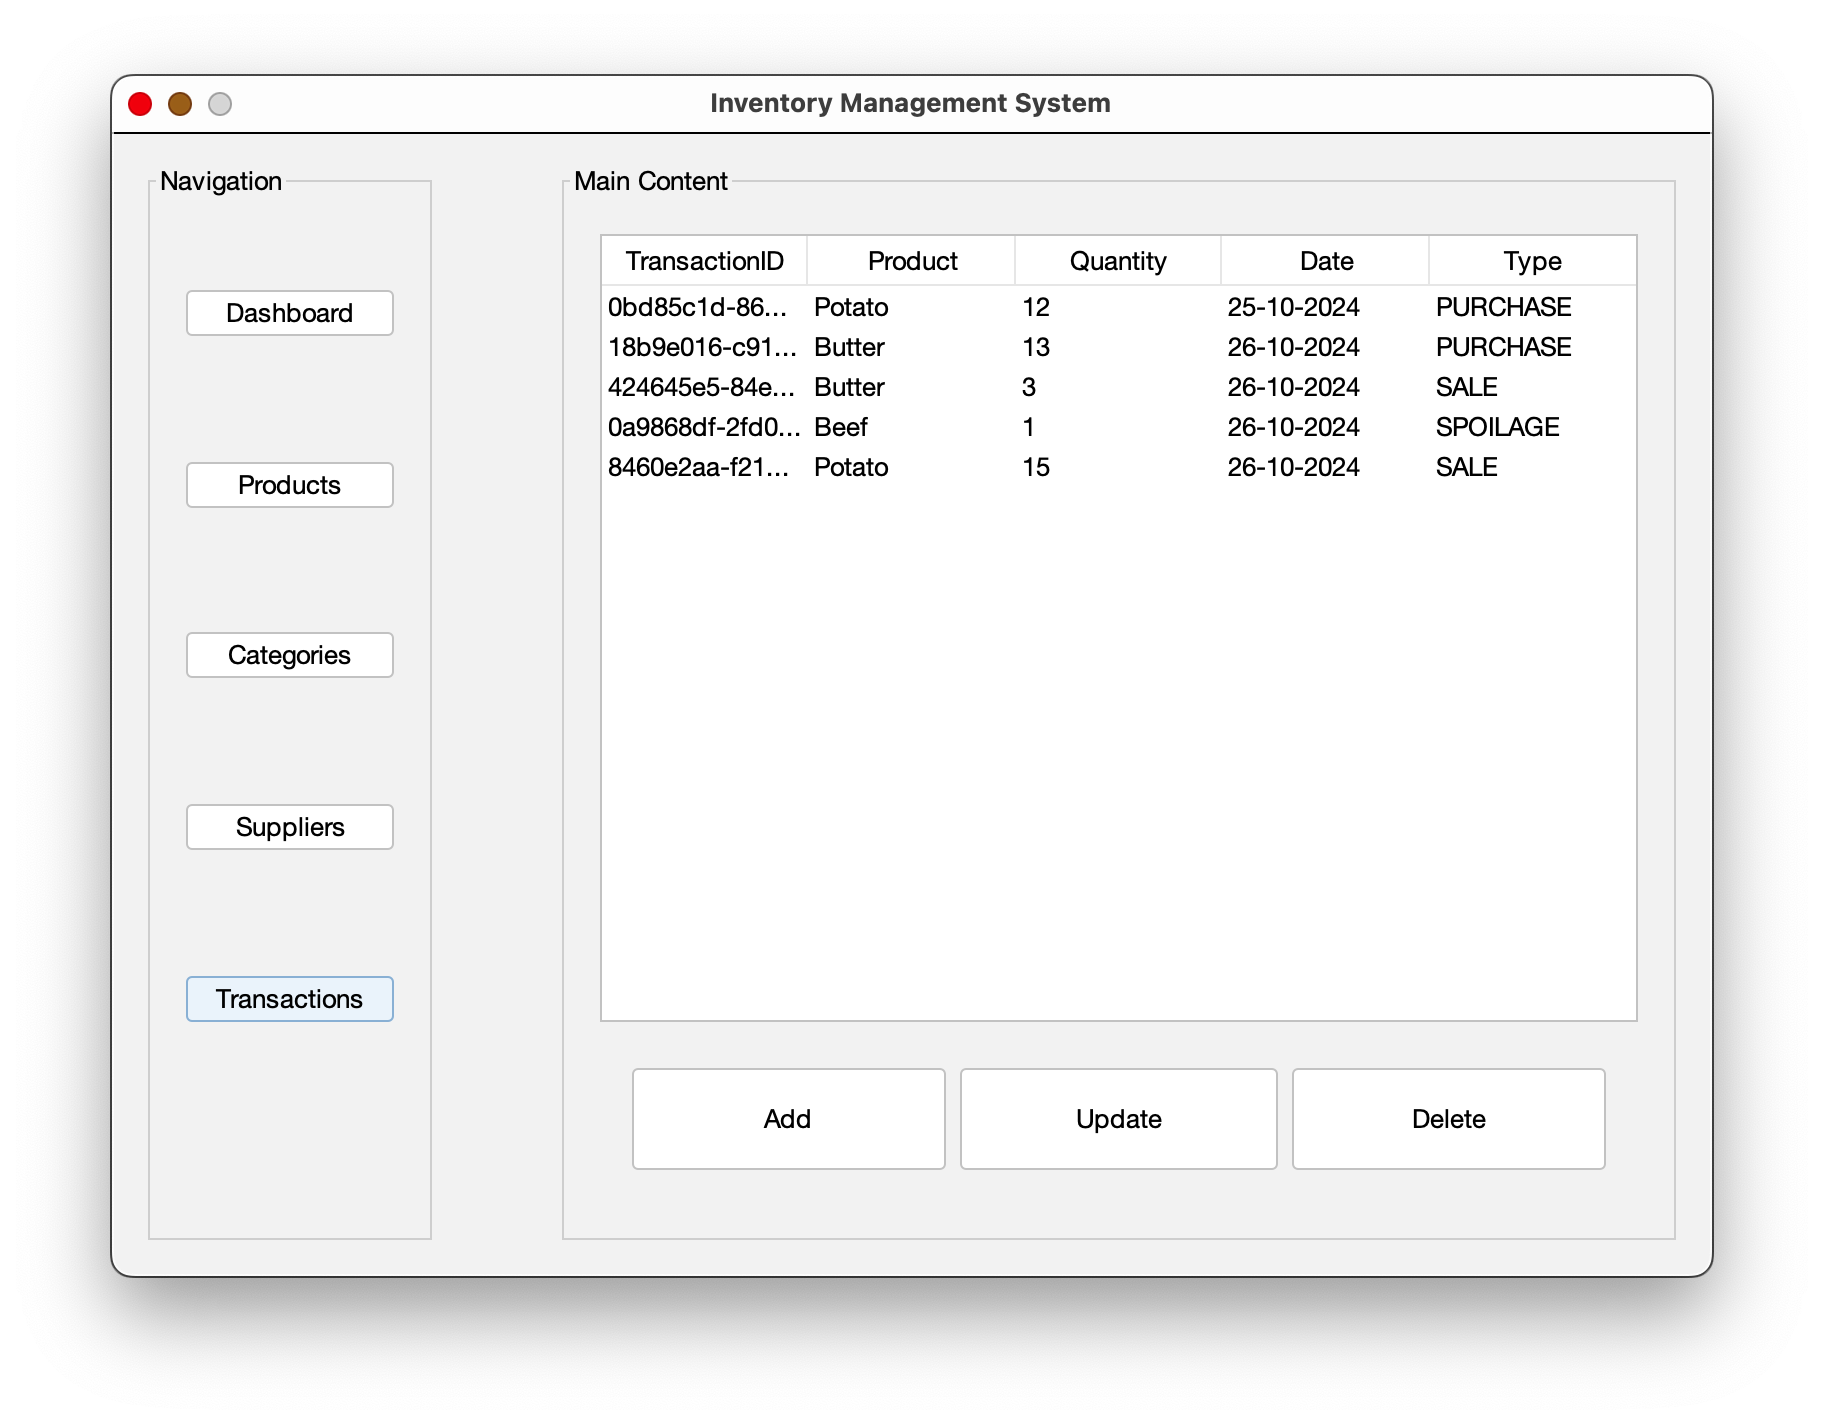 Inventory Management System
Navigation
Dashboard
Products
Categories
Suppliers
Transactions
Main Content
TransactionID Product Quantity Date Type
0bd85c1d-86... Potato 12 25-10-2024 PURCHASE
18b9e016-c91... Butter 13 26-10-2024 PURCHASE
424645e5-84e... Butter 3 26-10-2024 SALE
0a9868df-2fd0... Beef 1 26-10-2024 SPOILAGE
8460e2aa-f21... Potato 15 26-10-2024 SALE
Add Update Delete